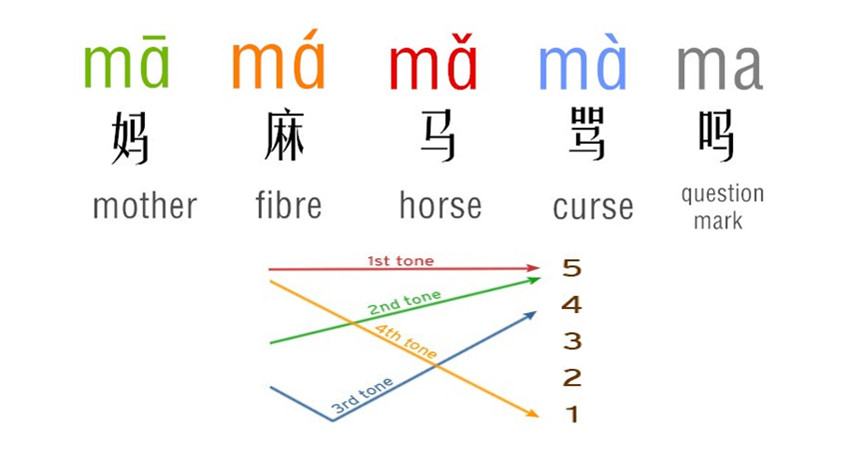 mā má mǎ mà ma
妈 麻 马 骂 吗
mother fibre horse curse question mark
1st tone
2nd tone
4th tone
3rd tone
5
4
3
2
1